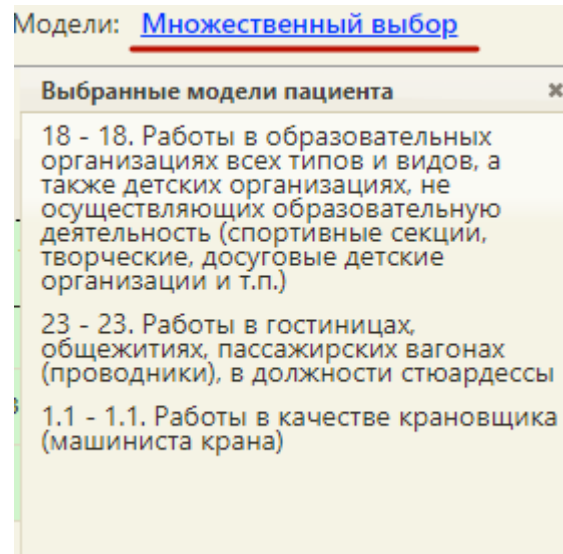 Модели: Множественный выбор
Выбранные модели пациента
18 - 18. Работы в образовательных
организациях всех типов и видов, а
также детских организациях, не
осуществляющих образовательную
деятельность (спортивные секции,
творческие, досуговые детские
организации и т.п.)
23 - 23. Работы в гостиницах,
общежитиях, пассажирских вагонах
(проводники), в должности стюардессы
1.1 - 1.1. Работы в качестве крановщика
(машиниста крана)